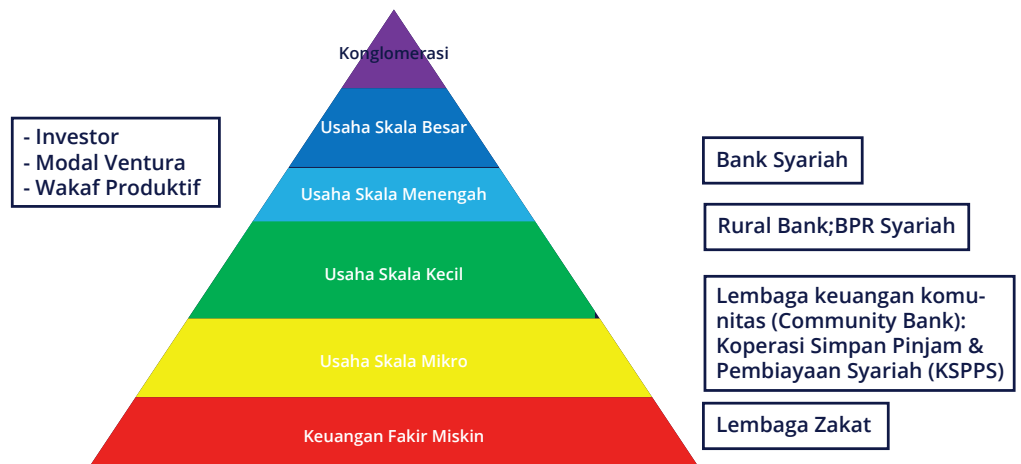 Konglomerasi
Usaha Skala Besar
Usaha Skala Menengah
Usaha Skala Kecil
Usaha Skala Mikro
Keuangan Fakir Miskin
- Investor
- Modal Ventura
- Wakaf Produktif
Bank Syariah
Rural Bank;BPR Syariah
Lembaga keuangan komu-
nitas (Community Bank):
Koperasi Simpan Pinjam &
Pembiayaan Syariah (KSPPS)
Lembaga Zakat